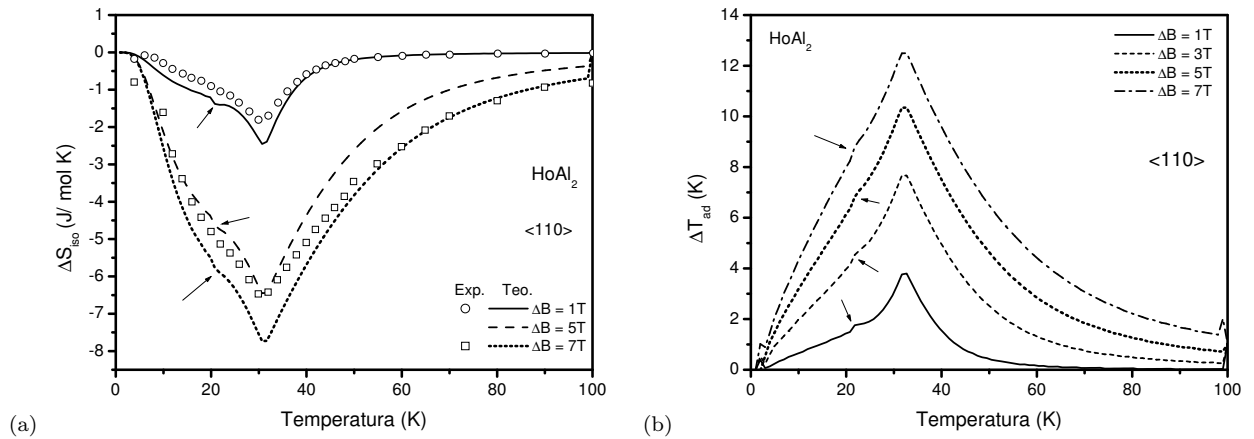 ΔS_iso (J/ mol K)
0
-1
-2
-3
-4
-5
-6
-7
-8
HoAl₂
<110>
Exp. Teo.
ΔB = 1T
ΔB = 5T
ΔB = 7T
0 20 40 60 80 100
Temperatura (K)
(a)
ΔT_ad (K)
14
12
10
8
6
4
2
0
HoAl₂
ΔB = 1T
ΔB = 3T
ΔB = 5T
ΔB = 7T
<110>
0 20 40 60 80 100
Temperatura (K)
(b)